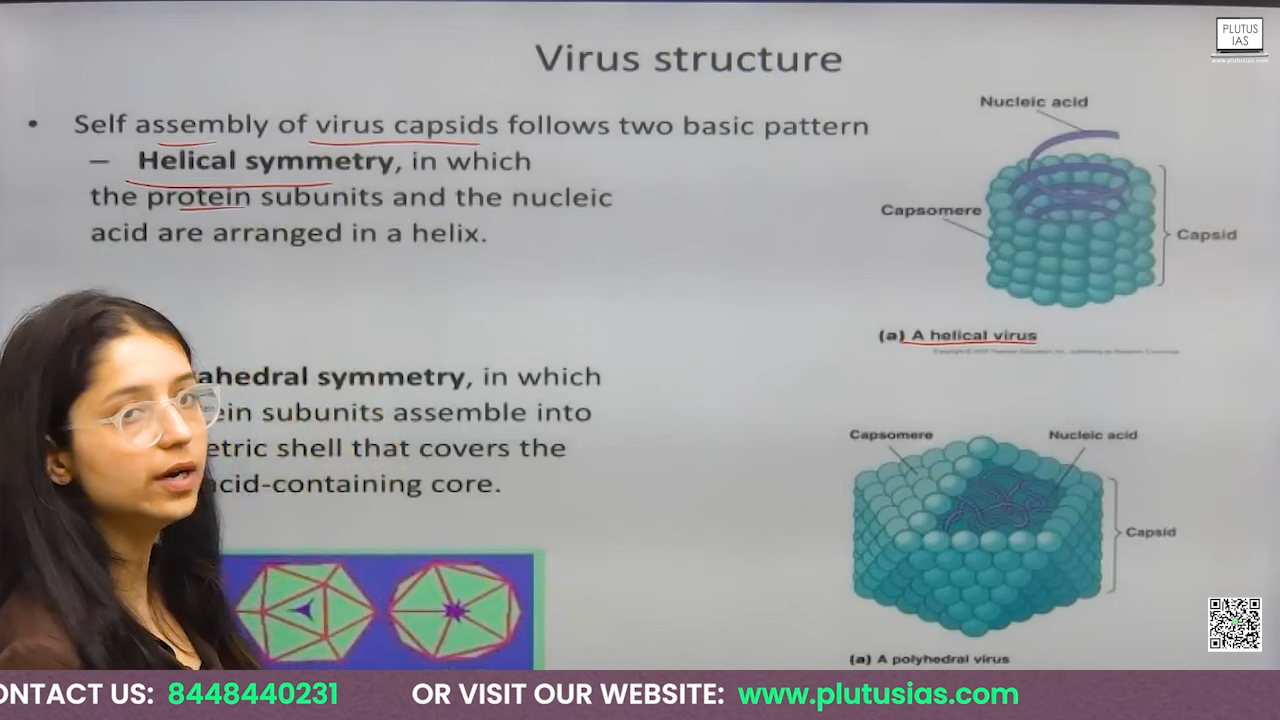 Virus structure
PLUTUS
IAS
www.plutusias.com
• Self assembly of virus capsids follows two basic pattern
– Helical symmetry, in which
the protein subunits and the nucleic
acid are arranged in a helix.
Nucleic acid
Capsomere
Capsid
(a) A helical virus
ahedral symmetry, in which
ein subunits assemble into
etric shell that covers the
acid-containing core.
Capsomere
Nucleic acid
Capsid
(a) A polyhedral virus
ONTACT US: 8448440231 OR VISIT OUR WEBSITE: www.plutusias.com